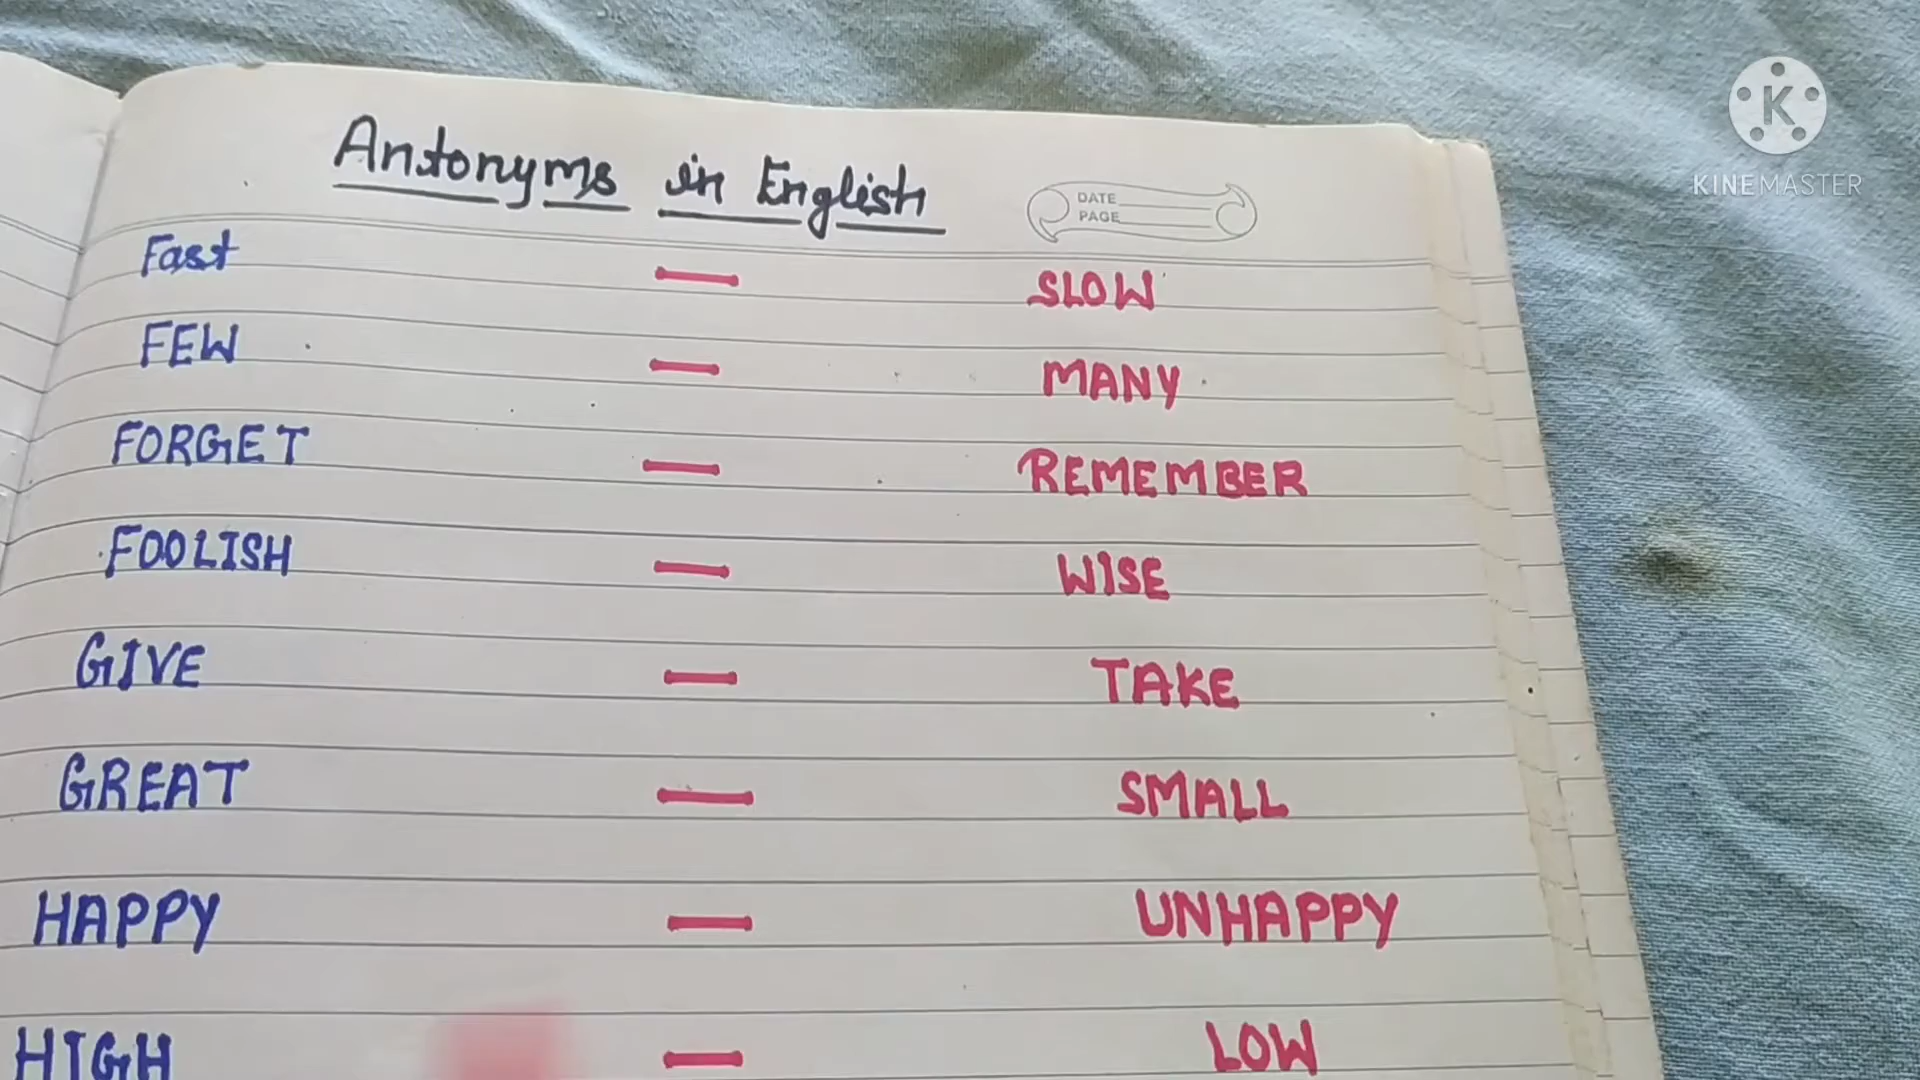 Antonyms in English
DATE
PAGE
Fast — SLOW
FEW — MANY
FORGET — REMEMBER
FOOLISH — WISE
GIVE — TAKE
GREAT — SMALL
HAPPY — UNHAPPY
HIGH — LOW
K
KINEMASTER